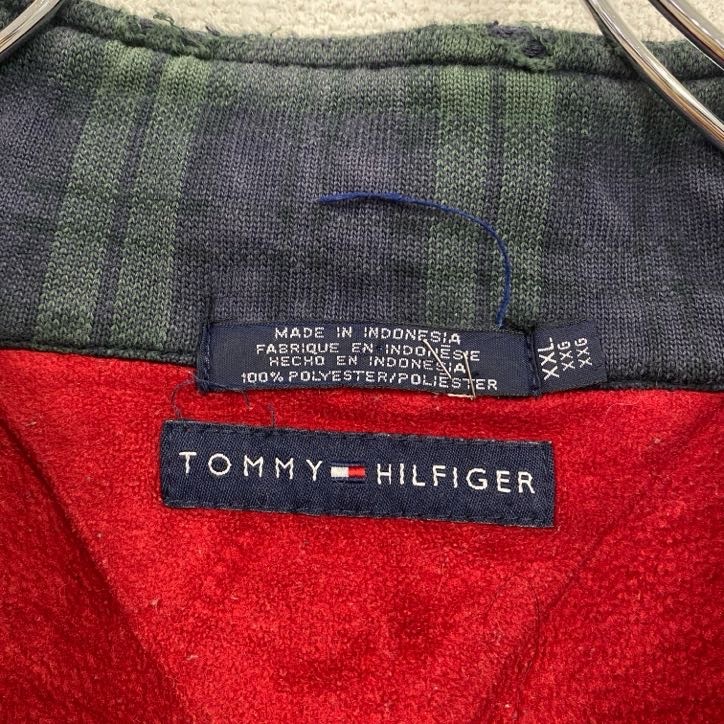 MADE IN INDONESIA
FABRIQUE EN INDONESIE
HECHO EN INDONESIA
100% POLYESTER/POLIESTER
XXL
XXG
XXG
TOMMY HILFIGER